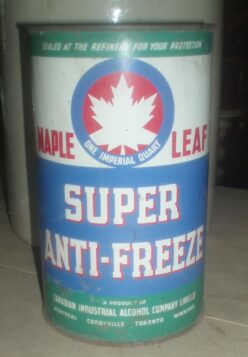 SEALED AT THE REFINERY FOR YOUR PROTECTION
MAPLE LEAF
ONE IMPERIAL QUART
SUPER
ANTI-FREEZE
A PRODUCT OF
CANADIAN INDUSTRIAL ALCOHOL COMPANY LIMITED
MONTREAL CORBYVILLE TORONTO WINNIPEG